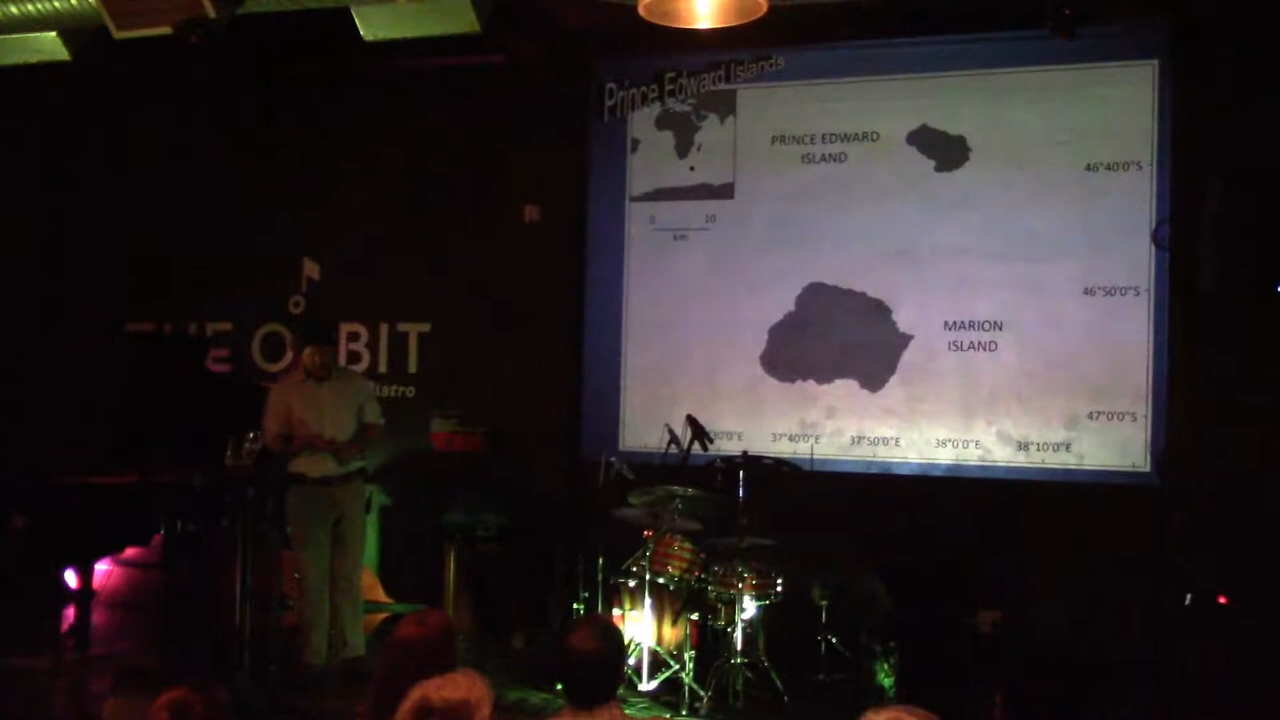 Prince Edward Islands
PRINCE EDWARD
ISLAND
46°40'0"S
0 10
km
46°50'0"S
MARION
ISLAND
47°0'0"S
37°40'0"E 37°50'0"E 38°0'0"E 38°10'0"E
BIT